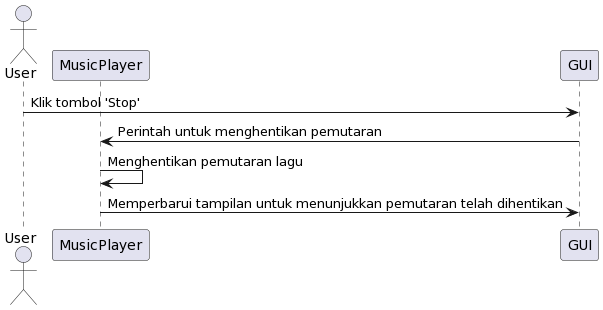 User
MusicPlayer
GUI
Klik tombol 'Stop'
Perintah untuk menghentikan pemutaran
Menghentikan pemutaran lagu
Memperbarui tampilan untuk menunjukkan pemutaran telah dihentikan
User
MusicPlayer
GUI